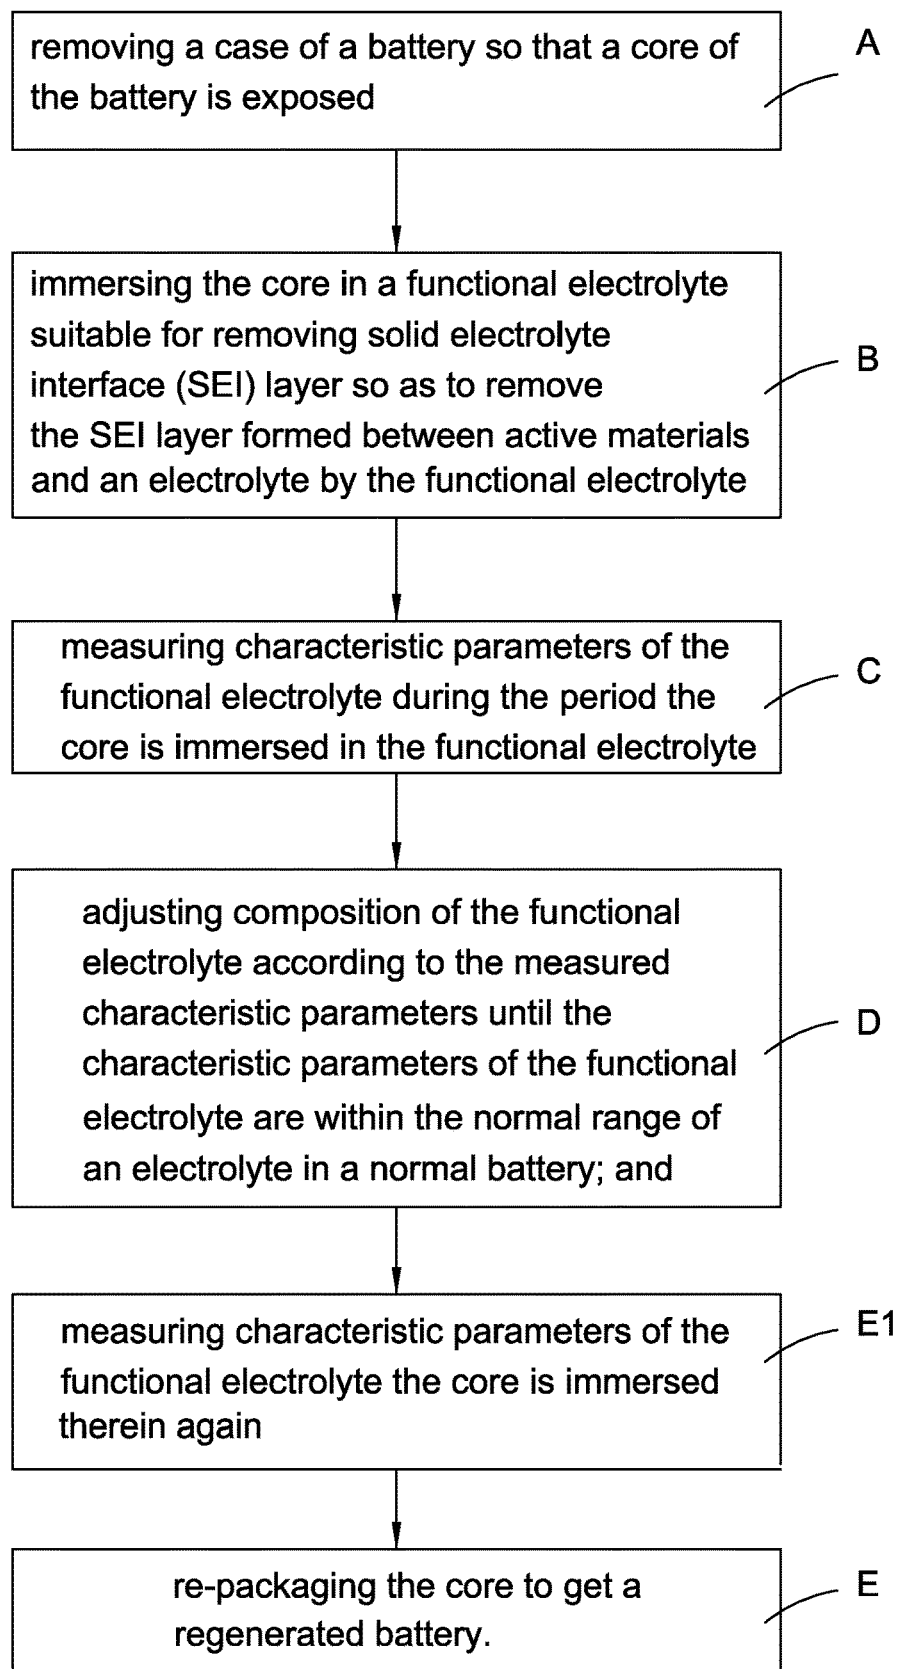 removing a case of a battery so that a core of
the battery is exposed
A
immersing the core in a functional electrolyte
suitable for removing solid electrolyte
interface (SEI) layer so as to remove
the SEI layer formed between active materials
and an electrolyte by the functional electrolyte
B
measuring characteristic parameters of the
functional electrolyte during the period the
core is immersed in the functional electrolyte
C
adjusting composition of the functional
electrolyte according to the measured
characteristic parameters until the
characteristic parameters of the functional
electrolyte are within the normal range of
an electrolyte in a normal battery; and
D
measuring characteristic parameters of the
functional electrolyte the core is immersed
therein again
E1
re-packaging the core to get a
regenerated battery.
E